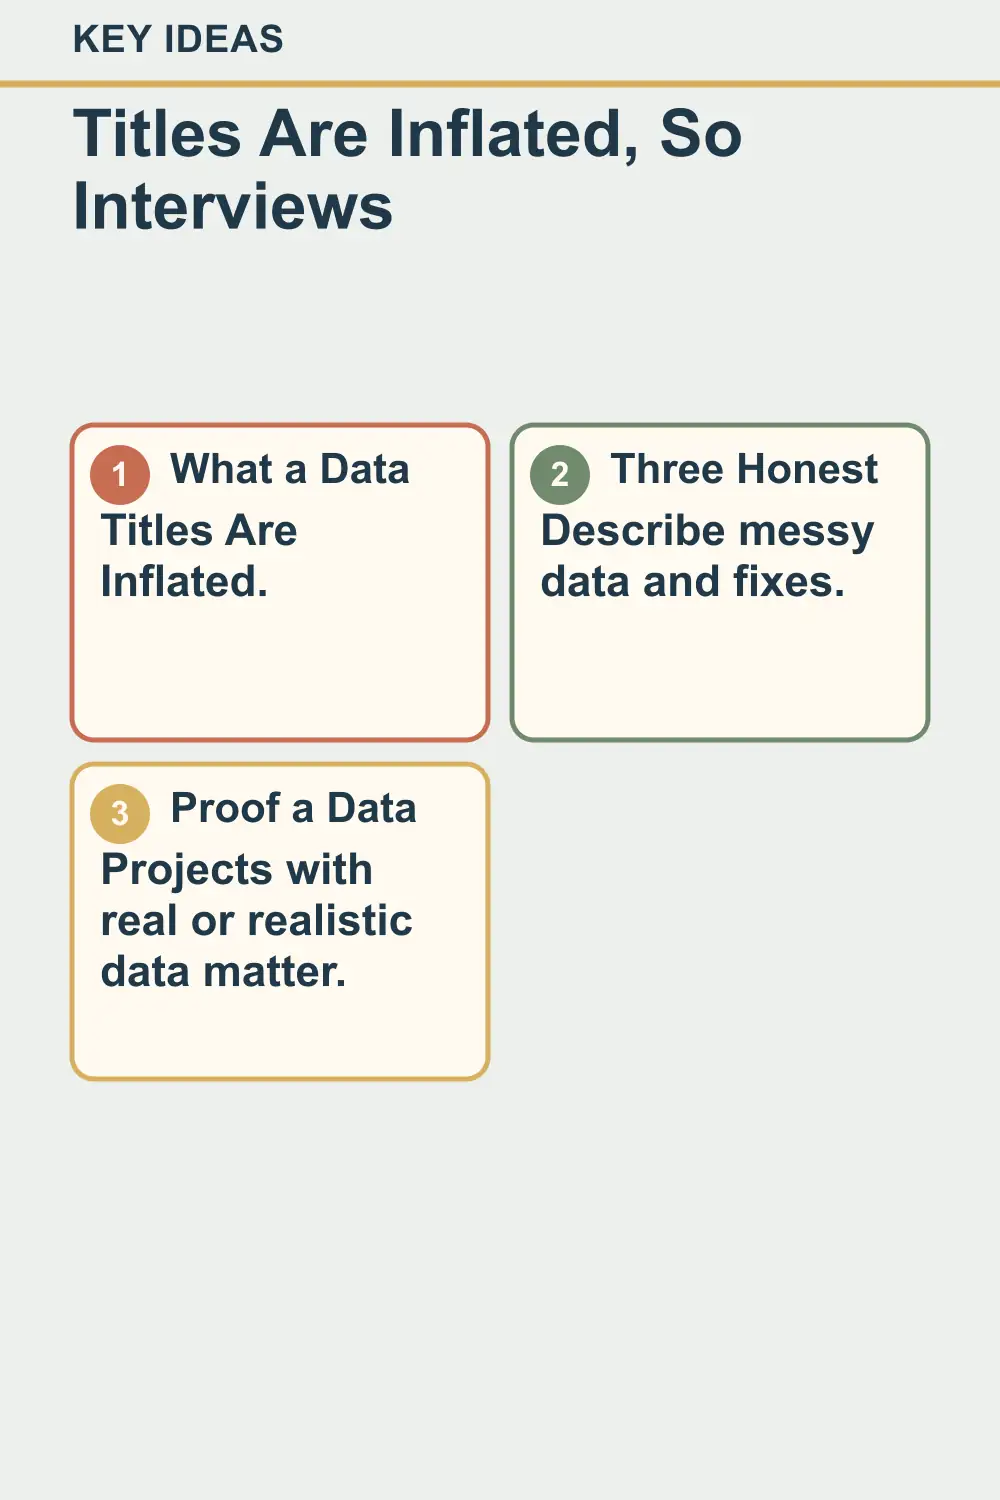 KEY IDEAS
Titles Are Inflated, So
Interviews
1 What a Data
Titles Are
Inflated.
2 Three Honest
Describe messy
data and fixes.
3 Proof a Data
Projects with
real or realistic
data matter.